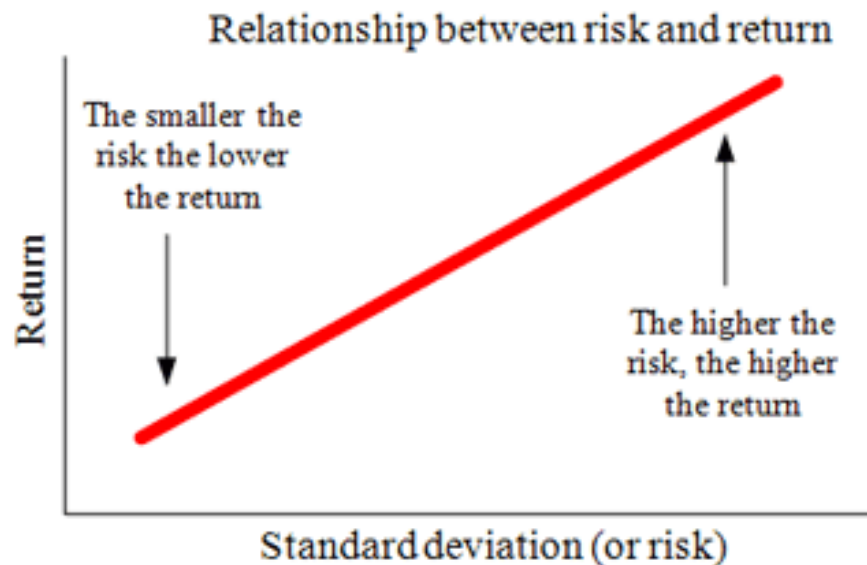 Relationship between risk and return
The smaller the
risk the lower
the return
Return
The higher the
risk, the higher
the return
Standard deviation (or risk)